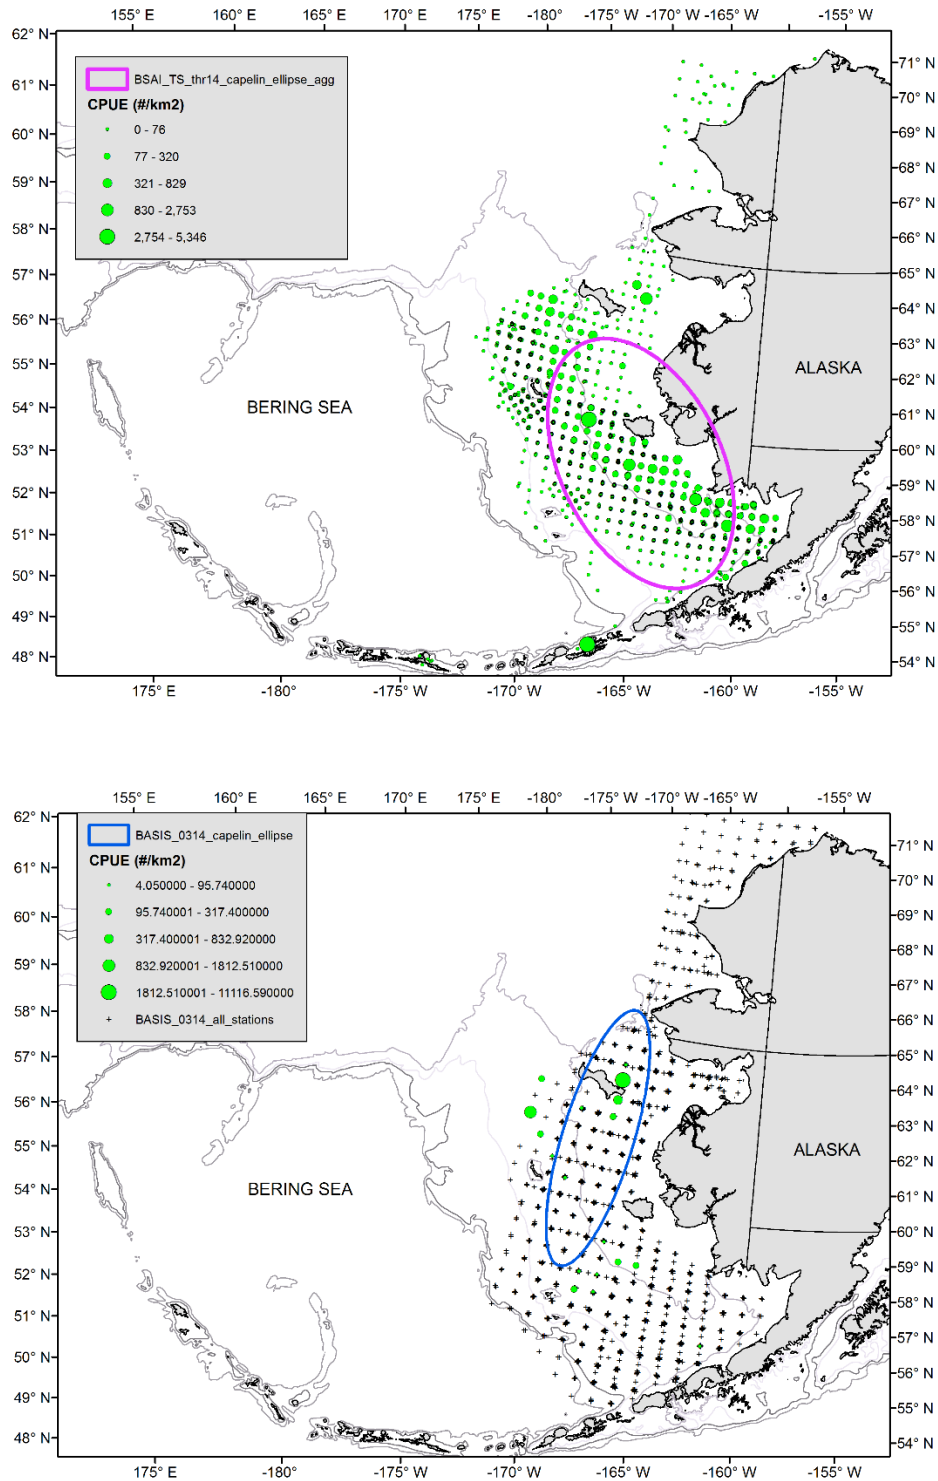 155° E 160° E 165° E 170° E 175° E -180° -175° W -170° W -165° W -155° W
62° N
61° N
60° N
59° N
58° N
57° N
56° N
55° N
54° N
53° N
52° N
51° N
50° N
49° N
48° N
BSAI_TS_thr14_capelin_ellipse_agg
CPUE (#/km2)
0 - 76
77 - 320
321 - 829
830 - 2,753
2,754 - 5,346
BERING SEA
ALASKA
71° N
70° N
69° N
68° N
67° N
66° N
65° N
64° N
63° N
62° N
61° N
60° N
59° N
58° N
57° N
56° N
55° N
54° N
175° E -180° -170° W -165° W -160° W -155° W
155° E 160° E 165° E 170° E 175° E -180° -175° W -170° W -165° W -155° W
62° N
61° N
60° N
59° N
58° N
57° N
56° N
55° N
54° N
53° N
52° N
51° N
50° N
49° N
48° N
BASIS_0314_capelin_ellipse
CPUE (#/km2)
4.050000 - 95.740000
95.740001 - 317.400000
317.400001 - 832.920000
832.920001 - 1812.510000
1812.510001 - 11116.590000
BASIS_0314_all_stations
BERING SEA
ALASKA
71° N
70° N
69° N
68° N
67° N
66° N
65° N
64° N
63° N
62° N
61° N
60° N
59° N
58° N
57° N
56° N
55° N
54° N
175° E -180° -170° W -165° W -160° W -155° W